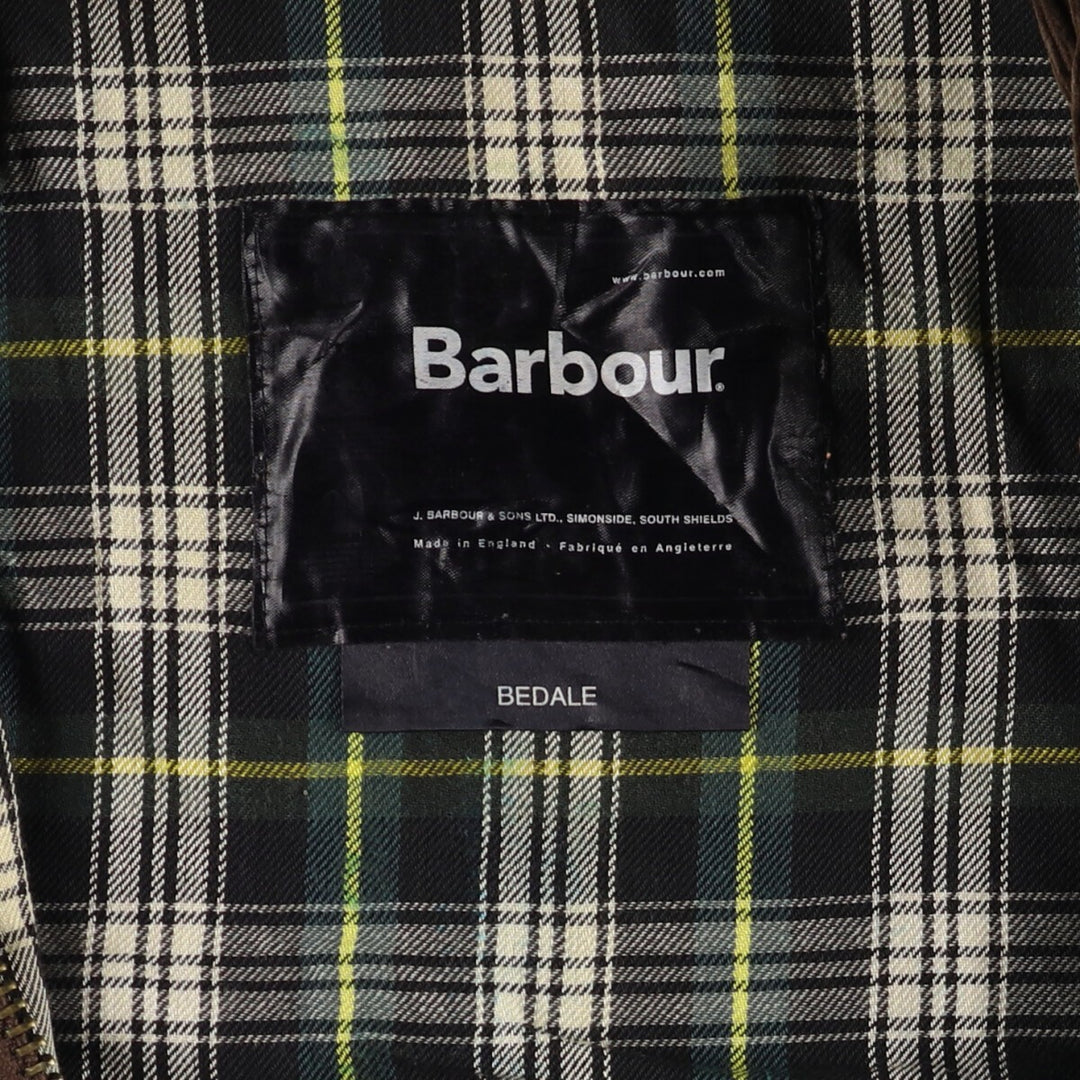 www.barbour.com
Barbour.
J. BARBOUR & SONS LTD., SIMONSIDE, SOUTH SHIELDS
Made in England · Fabriqué en Angleterre
BEDALE